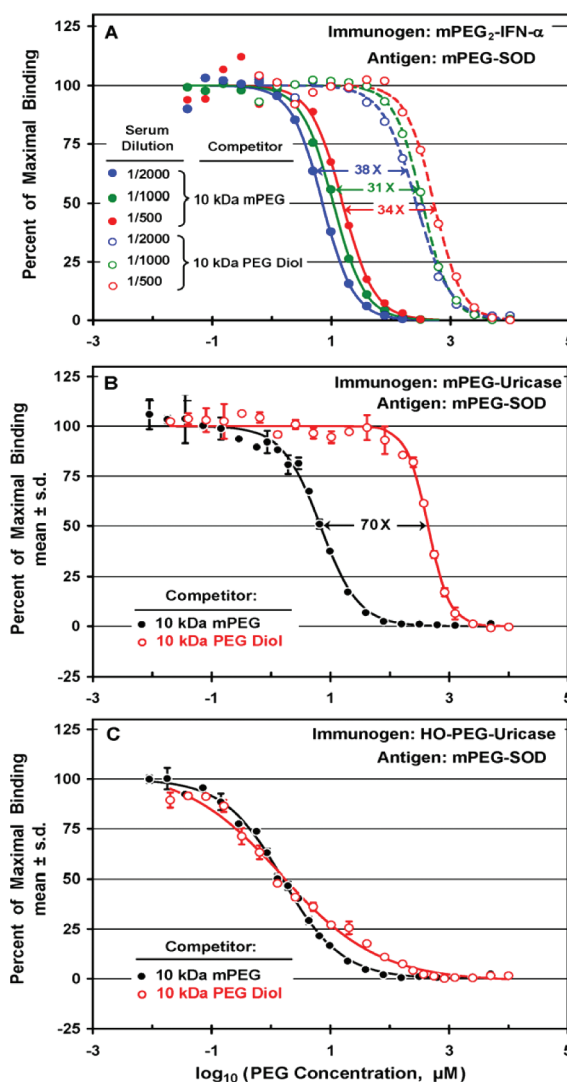 A
Immunogen: mPEG₂-IFN-α
Antigen: mPEG-SOD
125
100
75
50
25
0
Percent of Maximal Binding
Serum Dilution
Competitor
1/2000
1/1000
1/500
10 kDa mPEG
1/2000
1/1000
1/500
10 kDa PEG Diol
38X
31X
34X
-3
-1
1
3
5
B
Immunogen: mPEG-Uricase
Antigen: mPEG-SOD
125
100
75
50
25
0
-25
Percent of Maximal Binding
mean ± s.d.
70X
Competitor:
10 kDa mPEG
10 kDa PEG Diol
-3
-1
1
3
5
C
Immunogen: HO-PEG-Uricase
Antigen: mPEG-SOD
125
100
75
50
25
0
-25
Percent of Maximal Binding
mean ± s.d.
Competitor:
10 kDa mPEG
10 kDa PEG Diol
-3
-1
1
3
5
log₁₀ (PEG Concentration, µM)